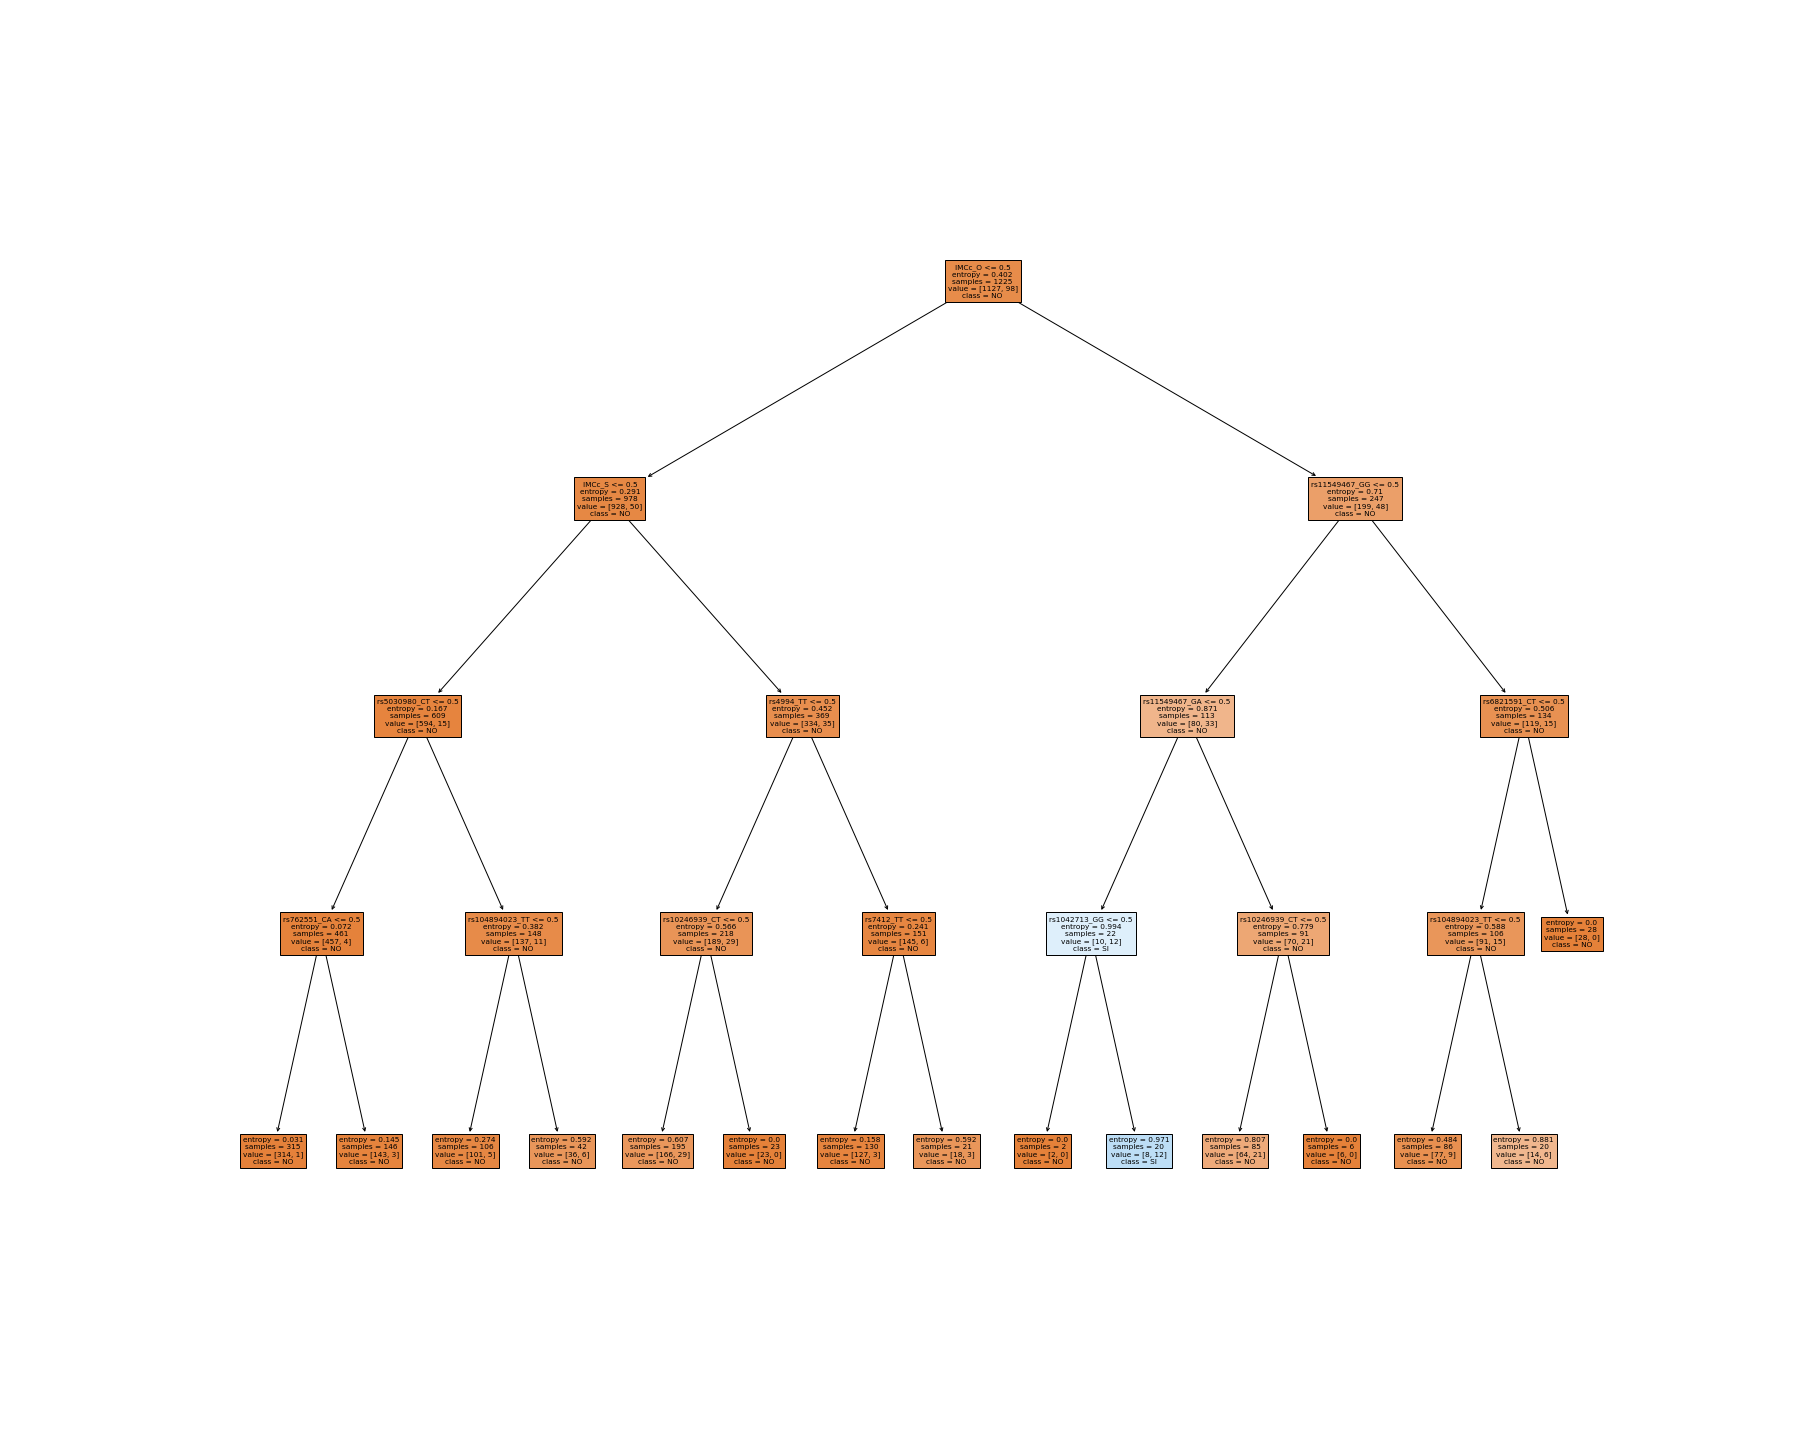 IMCc_O <= 0.5
entropy = 0.402
samples = 1225
value = [1127, 98]
class = NO
IMCc_S <= 0.5
entropy = 0.291
samples = 978
value = [928, 50]
class = NO
rs11549467_GG <= 0.5
entropy = 0.71
samples = 247
value = [199, 48]
class = NO
rs5030980_CT <= 0.5
entropy = 0.167
samples = 609
value = [594, 15]
class = NO
rs4994_TT <= 0.5
entropy = 0.452
samples = 369
value = [334, 35]
class = NO
rs11549467_GA <= 0.5
entropy = 0.871
samples = 113
value = [80, 33]
class = NO
rs6821591_CT <= 0.5
entropy = 0.506
samples = 134
value = [119, 15]
class = NO
rs762551_CA <= 0.5
entropy = 0.072
samples = 461
value = [457, 4]
class = NO
rs104894023_TT <= 0.5
entropy = 0.382
samples = 148
value = [137, 11]
class = NO
rs10246939_CT <= 0.5
entropy = 0.566
samples = 218
value = [189, 29]
class = NO
rs7412_TT <= 0.5
entropy = 0.241
samples = 151
value = [145, 6]
class = NO
rs1042713_GG <= 0.5
entropy = 0.994
samples = 22
value = [10, 12]
class = SI
rs10246939_CT <= 0.5
entropy = 0.779
samples = 91
value = [70, 21]
class = NO
rs104894023_TT <= 0.5
entropy = 0.588
samples = 106
value = [91, 15]
class = NO
entropy = 0.0
samples = 28
value = [28, 0]
class = NO
entropy = 0.031
samples = 315
value = [314, 1]
class = NO
entropy = 0.145
samples = 146
value = [143, 3]
class = NO
entropy = 0.274
samples = 106
value = [101, 5]
class = NO
entropy = 0.592
samples = 42
value = [36, 6]
class = NO
entropy = 0.607
samples = 195
value = [166, 29]
class = NO
entropy = 0.0
samples = 23
value = [23, 0]
class = NO
entropy = 0.158
samples = 130
value = [127, 3]
class = NO
entropy = 0.592
samples = 21
value = [18, 3]
class = NO
entropy = 0.0
samples = 2
value = [2, 0]
class = NO
entropy = 0.971
samples = 20
value = [8, 12]
class = SI
entropy = 0.807
samples = 85
value = [64, 21]
class = NO
entropy = 0.0
samples = 6
value = [6, 0]
class = NO
entropy = 0.484
samples = 86
value = [77, 9]
class = NO
entropy = 0.881
samples = 20
value = [14, 6]
class = NO